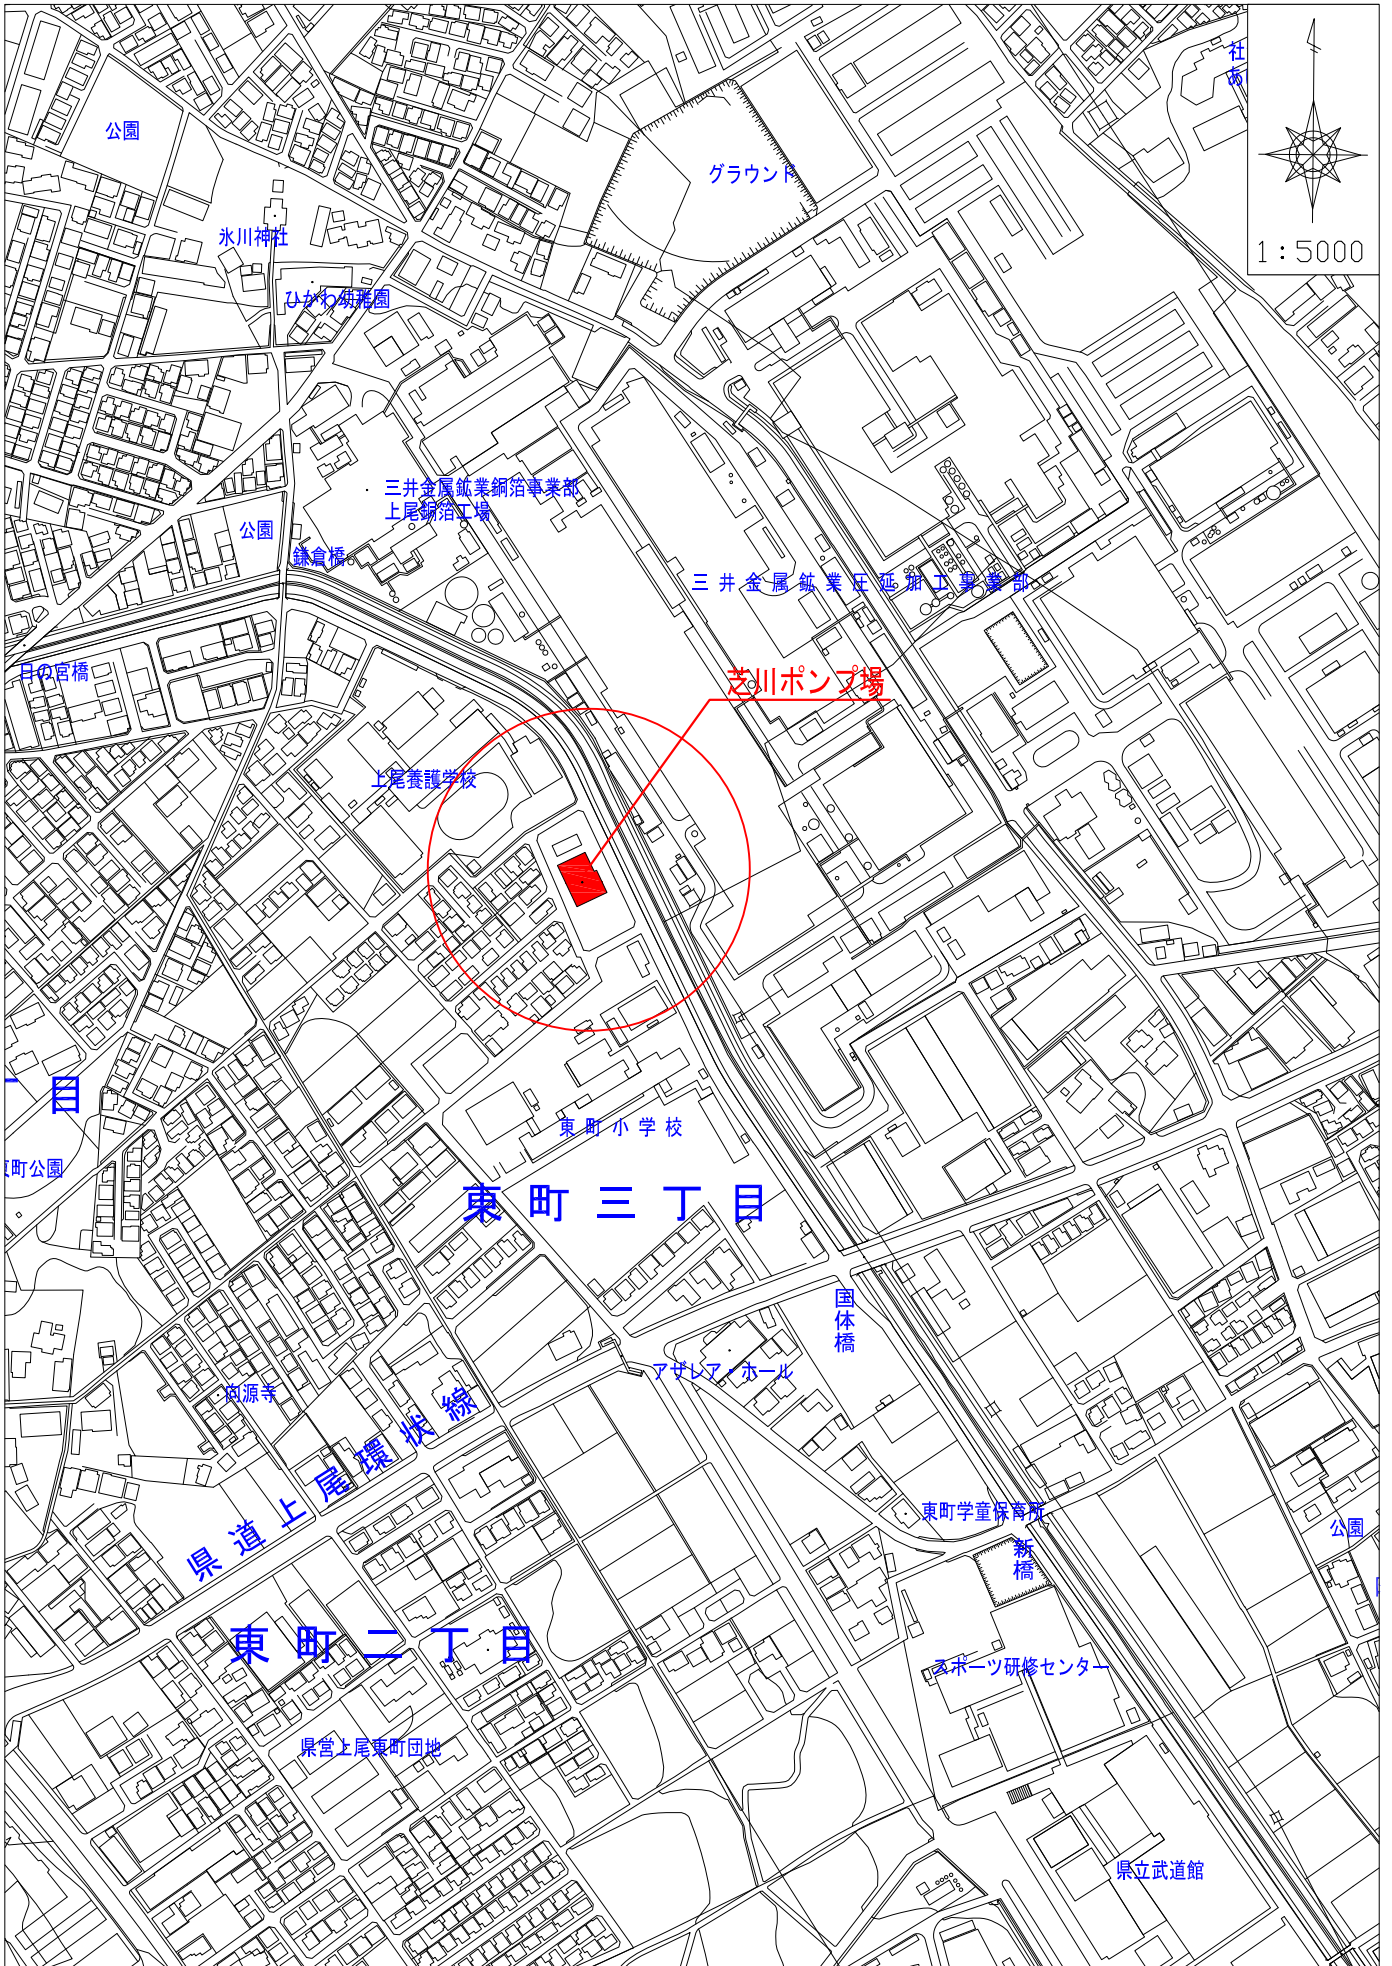 社
あ
公園
グラウンド
氷川神社
1:5000
ひかわ幼稚園
三井金属鉱業銅箔事業部
上尾銅箔工場
公園
鎌倉橋
三井金属鉱業圧延加工事業部
日の宮橋
芝川ポンプ場
上尾養護学校
目
東町小学校
町公園
東町三丁目
国体橋
アザレア・ホール
向源寺
県道上尾環状線
東町学童保育所
公園
新橋
東町二丁目
スポーツ研修センター
県営上尾東町団地
県立武道館